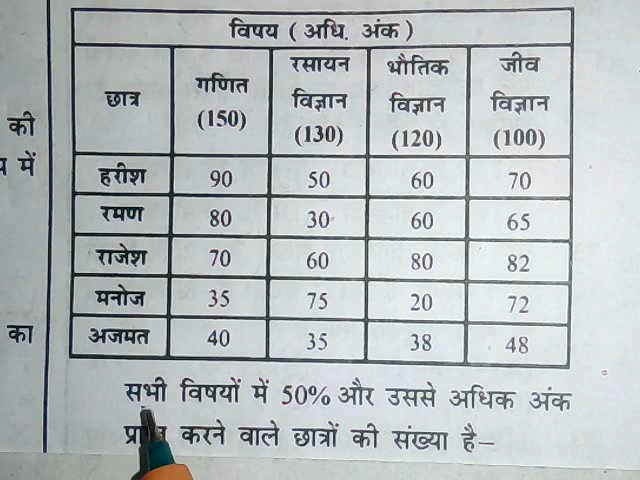 विषय ( अधि. अंक )
छात्र गणित (150) रसायन विज्ञान (130) भौतिक विज्ञान (120) जीव विज्ञान (100)
हरीश 90 50 60 70
रमण 80 30 60 65
राजेश 70 60 80 82
मनोज 35 75 20 72
अजमत 40 35 38 48
की
में
का
सभी विषयों में 50% और उससे अधिक अंक
करने वाले छात्रों की संख्या है–